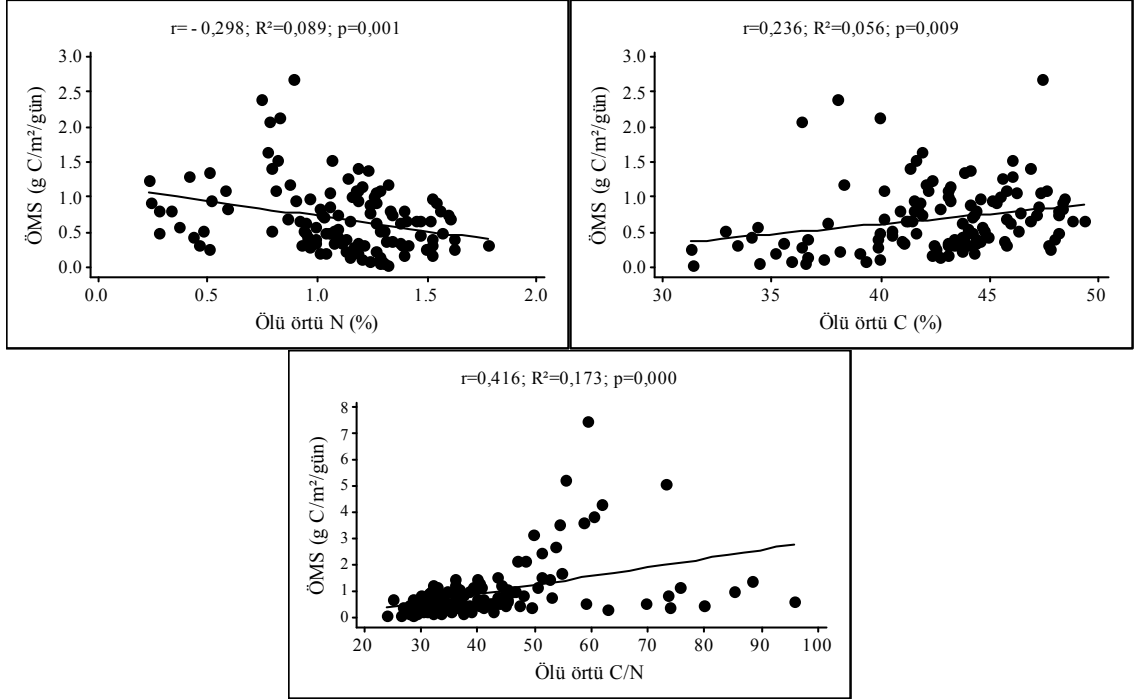 r= - 0,298; R²=0,089; p=0,001
ÖMS (g C/m²/gün)
3.0
2.5
2.0
1.5
1.0
0.5
0.0
0.0 0.5 1.0 1.5 2.0
Ölü örtü N (%)
r=0,236; R²=0,056; p=0,009
ÖMS (g C/m²/gün)
3.0
2.5
2.0
1.5
1.0
0.5
0.0
30 35 40 45 50
Ölü örtü C (%)
r=0,416; R²=0,173; p=0,000
ÖMS (g C/m²/gün)
8
7
6
5
4
3
2
1
0
20 30 40 50 60 70 80 90 100
Ölü örtü C/N